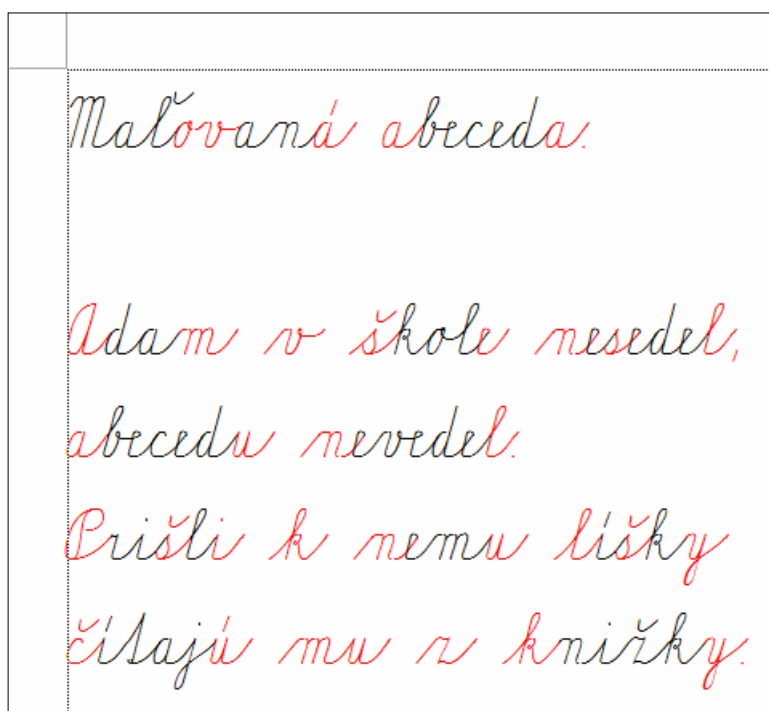 Maľovaná abeceda.
Adam v škole nesedel,
abecedu nevedel.
Prišli k nemu líšky
čítajú mu z knižky.